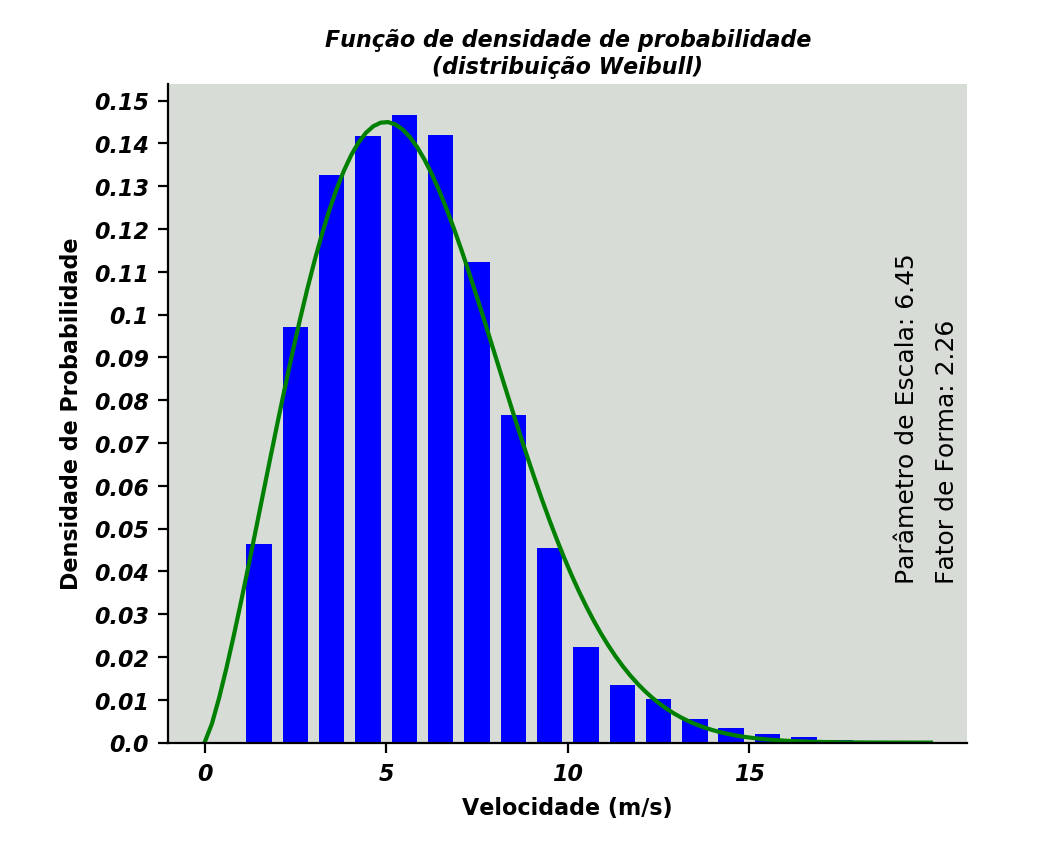 Função de densidade de probabilidade
(distribuição Weibull)
Densidade de Probabilidade
0.15
0.14
0.13
0.12
0.11
0.1
0.09
0.08
0.07
0.06
0.05
0.04
0.03
0.02
0.01
0.0
0 5 10 15
Velocidade (m/s)
Parâmetro de Escala: 6.45
Fator de Forma: 2.26